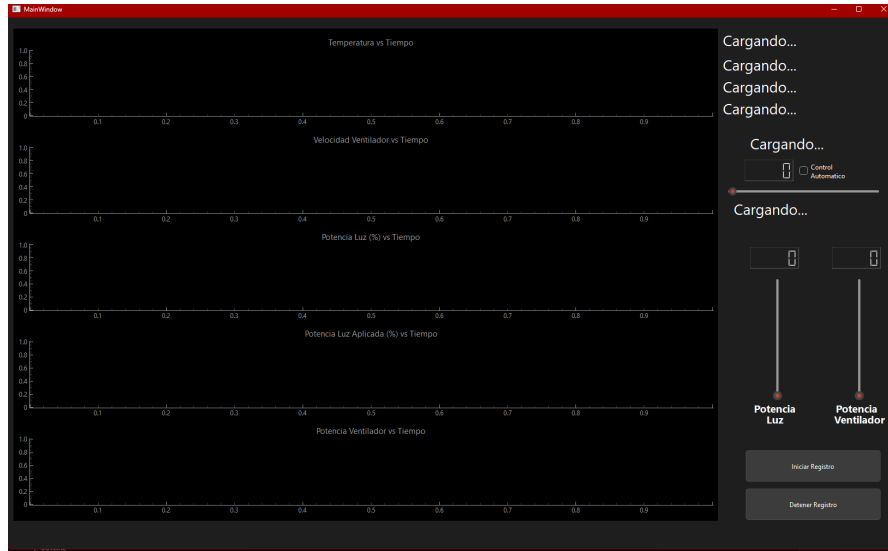 MainWindow
Temperatura vs Tiempo
1.0
0.8
0.6
0.4
0.2
0
0.1 0.2 0.3 0.4 0.5 0.6 0.7 0.8 0.9
Velocidad Ventilador vs Tiempo
1.0
0.8
0.6
0.4
0.2
0
0.1 0.2 0.3 0.4 0.5 0.6 0.7 0.8 0.9
Potencia Luz (%) vs Tiempo
1.0
0.8
0.6
0.4
0.2
0
0.1 0.2 0.3 0.4 0.5 0.6 0.7 0.8 0.9
Potencia Luz Aplicada (%) vs Tiempo
1.0
0.8
0.6
0.4
0.2
0
0.1 0.2 0.3 0.4 0.5 0.6 0.7 0.8 0.9
Potencia Ventilador vs Tiempo
1.0
0.8
0.6
0.4
0.2
0
0.1 0.2 0.3 0.4 0.5 0.6 0.7 0.8 0.9
Cargando...
Cargando...
Cargando...
Cargando...
Cargando...
0
Control
Automatico
Cargando...
0 0
Potencia
Luz
Potencia
Ventilador
Iniciar Registro
Detener Registro